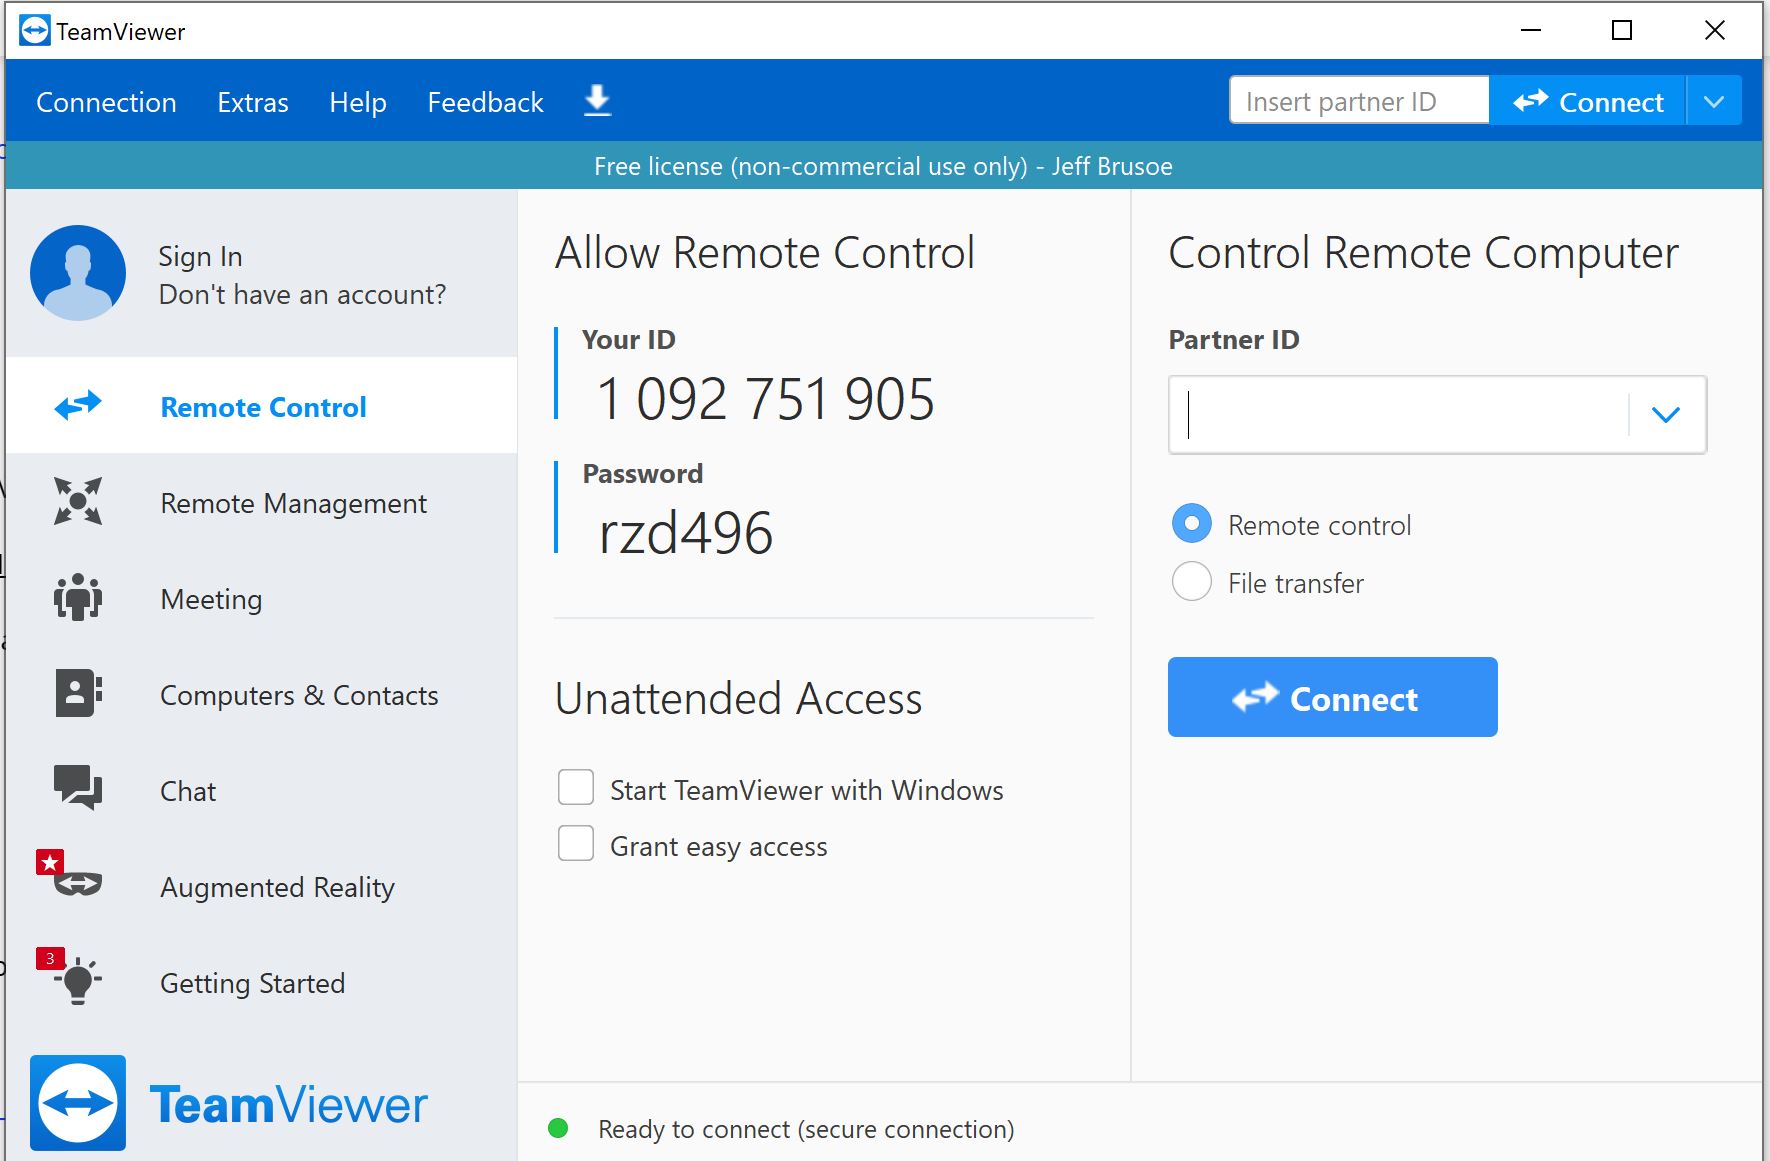 TeamViewer
Connection Extras Help Feedback Insert partner ID Connect
Free license (non-commercial use only) - Jeff Brusoe
Sign In
Don't have an account?
Remote Control
Remote Management
Meeting
Computers & Contacts
Chat
Augmented Reality
3
Getting Started
TeamViewer
Allow Remote Control
Your ID
1 092 751 905
Password
rzd496
Unattended Access
Start TeamViewer with Windows
Grant easy access
Control Remote Computer
Partner ID
Remote control
File transfer
Connect
Ready to connect (secure connection)